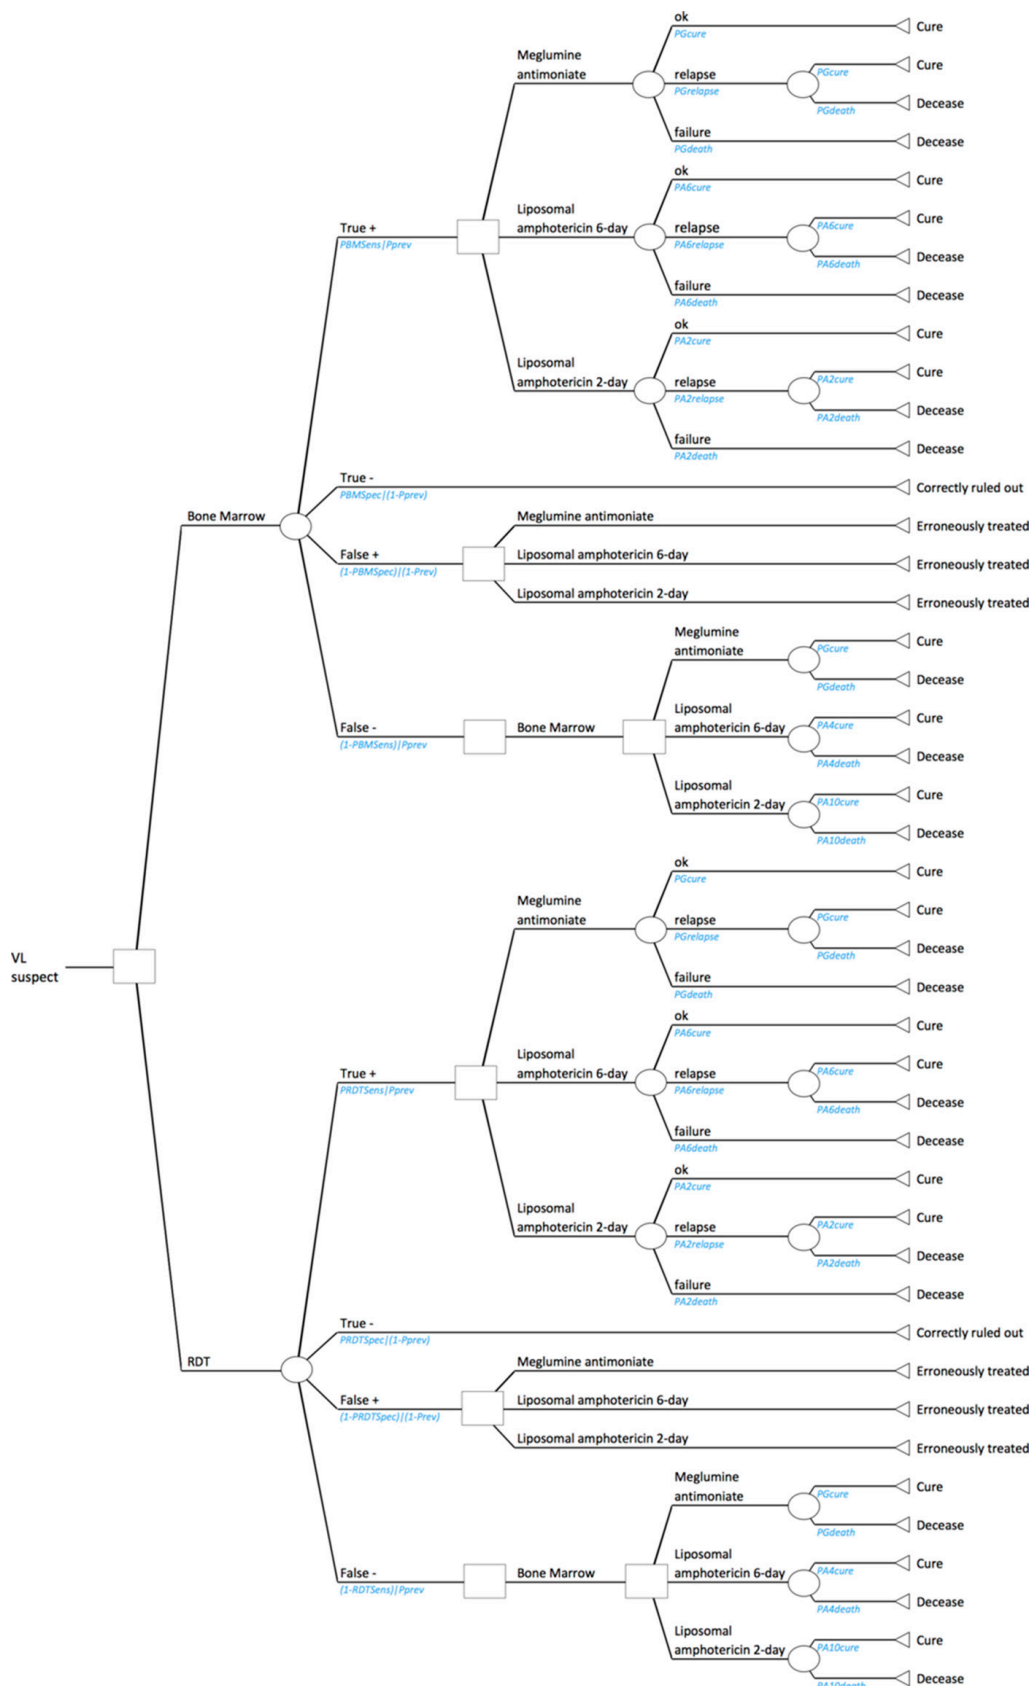 ok
PGcure
Cure
Meglumine
antimoniate
relapse
PGrelapse
PGcure
Cure
PGdeath
Decease
failure
PGdeath
Decease
ok
PA6cure
Cure
Liposomal
amphotericin 6-day
relapse
PA6relapse
PA6cure
Cure
PA6death
Decease
failure
PA6death
Decease
True +
PBMSens|Pprev
ok
PA2cure
Cure
Liposomal
amphotericin 2-day
relapse
PA2relapse
PA2cure
Cure
PA2death
Decease
failure
PA2death
Decease
True -
PBMSpec|(1-Pprev)
Correctly ruled out
Bone Marrow
Meglumine antimoniate
Erroneously treated
False +
(1-PBMSpec)|(1-Prev)
Liposomal amphotericin 6-day
Erroneously treated
Liposomal amphotericin 2-day
Erroneously treated
Meglumine
antimoniate
PGcure
Cure
PGdeath
Decease
False -
(1-PBMSens)|Pprev
Bone Marrow
Liposomal
amphotericin 6-day
PA4cure
Cure
PA4death
Decease
Liposomal
amphotericin 2-day
PA10cure
Cure
PA10death
Decease
VL
suspect
ok
PGcure
Cure
Meglumine
antimoniate
relapse
PGrelapse
PGcure
Cure
PGdeath
Decease
failure
PGdeath
Decease
ok
PA6cure
Cure
True +
PRDTSens|Pprev
Liposomal
amphotericin 6-day
relapse
PA6relapse
PA6cure
Cure
PA6death
Decease
failure
PA6death
Decease
ok
PA2cure
Cure
Liposomal
amphotericin 2-day
relapse
PA2relapse
PA2cure
Cure
PA2death
Decease
failure
PA2death
Decease
True -
PRDTSpec|(1-Pprev)
Correctly ruled out
RDT
Meglumine antimoniate
Erroneously treated
False +
(1-PRDTSpec)|(1-Prev)
Liposomal amphotericin 6-day
Erroneously treated
Liposomal amphotericin 2-day
Erroneously treated
Meglumine
antimoniate
PGcure
Cure
PGdeath
Decease
False -
(1-RDTSens)|Pprev
Bone Marrow
Liposomal
amphotericin 6-day
PA4cure
Cure
PA4death
Decease
Liposomal
amphotericin 2-day
PA10cure
Cure
PA10death
Decease